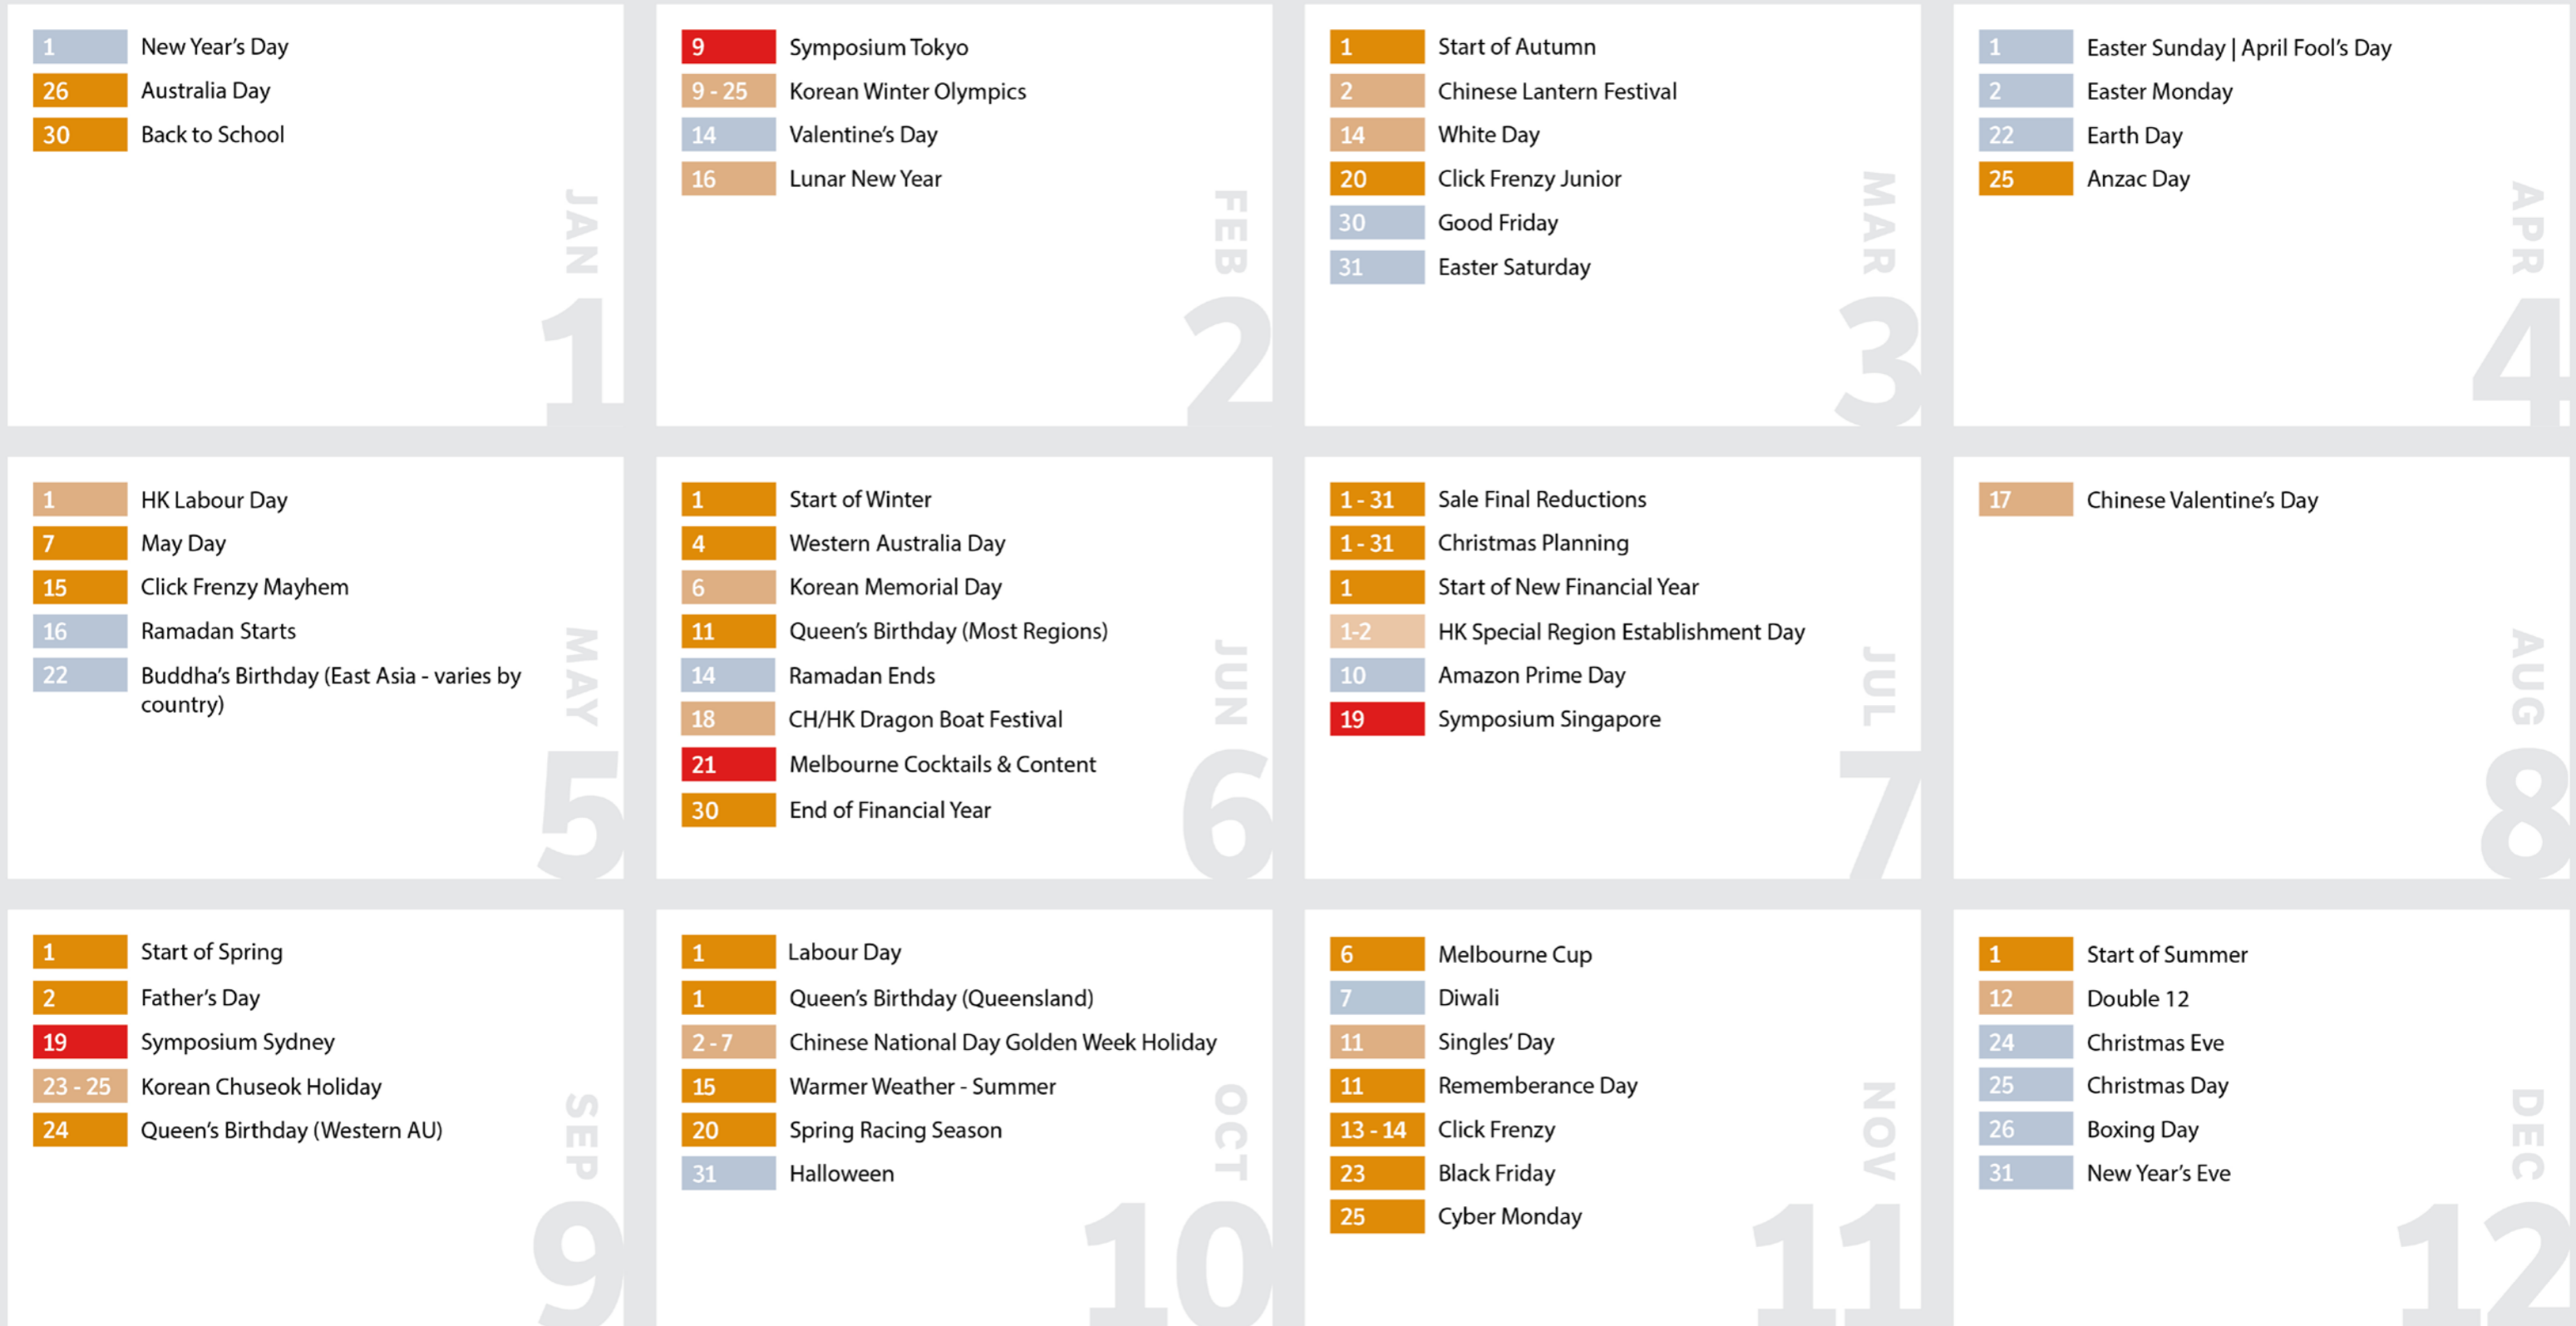 1 New Year’s Day
26 Australia Day
30 Back to School
JAN
1
9 Symposium Tokyo
9 - 25 Korean Winter Olympics
14 Valentine’s Day
16 Lunar New Year
FEB
2
1 Start of Autumn
2 Chinese Lantern Festival
14 White Day
20 Click Frenzy Junior
30 Good Friday
31 Easter Saturday
MAR
3
1 Easter Sunday | April Fool’s Day
2 Easter Monday
22 Earth Day
25 Anzac Day
APR
4
1 HK Labour Day
7 May Day
15 Click Frenzy Mayhem
16 Ramadan Starts
22 Buddha’s Birthday (East Asia - varies by
country)
MAY
5
1 Start of Winter
4 Western Australia Day
6 Korean Memorial Day
11 Queen’s Birthday (Most Regions)
14 Ramadan Ends
18 CH/HK Dragon Boat Festival
21 Melbourne Cocktails & Content
30 End of Financial Year
JUN
6
1 - 31 Sale Final Reductions
1 - 31 Christmas Planning
1 Start of New Financial Year
1-2 HK Special Region Establishment Day
10 Amazon Prime Day
19 Symposium Singapore
JUL
7
17 Chinese Valentine’s Day
AUG
8
1 Start of Spring
2 Father’s Day
19 Symposium Sydney
23 - 25 Korean Chuseok Holiday
24 Queen’s Birthday (Western AU)
SEP
9
1 Labour Day
1 Queen’s Birthday (Queensland)
2 - 7 Chinese National Day Golden Week Holiday
15 Warmer Weather - Summer
20 Spring Racing Season
31 Halloween
OCT
10
6 Melbourne Cup
7 Diwali
11 Singles’ Day
11 Rememberance Day
13 - 14 Click Frenzy
23 Black Friday
25 Cyber Monday
NOV
11
1 Start of Summer
12 Double 12
24 Christmas Eve
25 Christmas Day
26 Boxing Day
31 New Year’s Eve
DEC
12